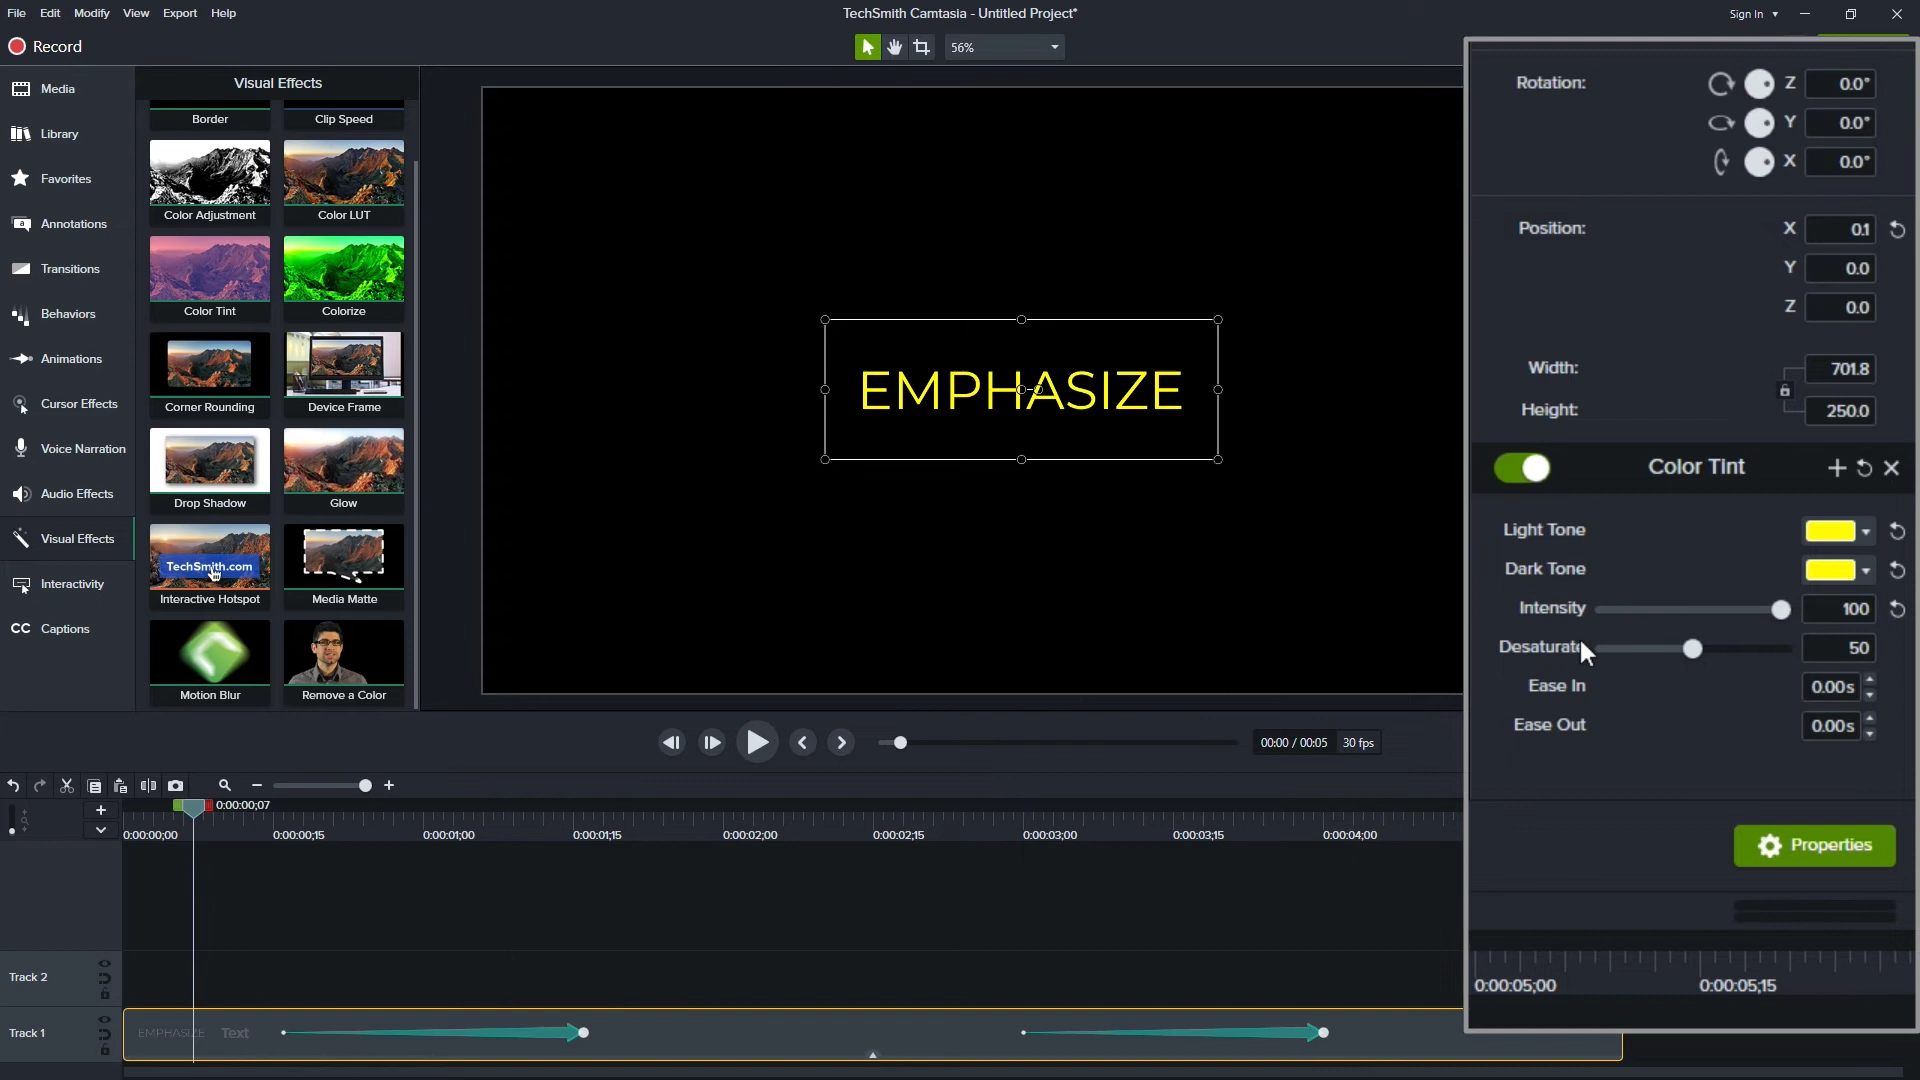 File Edit Modify View Export Help
TechSmith Camtasia - Untitled Project*
Sign In
Record
56%
Media
Library
Favorites
Annotations
Transitions
Behaviors
Animations
Cursor Effects
Voice Narration
Audio Effects
Visual Effects
Interactivity
CC Captions
Visual Effects
Border Clip Speed
Color Adjustment Color LUT
Color Tint Colorize
Corner Rounding Device Frame
Drop Shadow Glow
TechSmith.com
Interactive Hotspot Media Matte
Motion Blur Remove a Color
EMPHASIZE
Rotation: Z 0.0°
Y 0.0°
X 0.0°
Position: X 0.1
Y 0.0
Z 0.0
Width: 701.8
Height: 250.0
Color Tint
Light Tone
Dark Tone
Intensity 100
Desaturate 50
Ease In 0.00s
Ease Out 0.00s
Properties
0:00:05;00 0:00:05;15
00:00 / 00:05 30 fps
0:00:00;07
0:00:00;00 0:00:00;15 0:00:01;00 0:00:01;15 0:00:02;00 0:00:02;15 0:00:03;00 0:00:03;15 0:00:04;00
Track 2
Track 1
EMPHASIZE Text